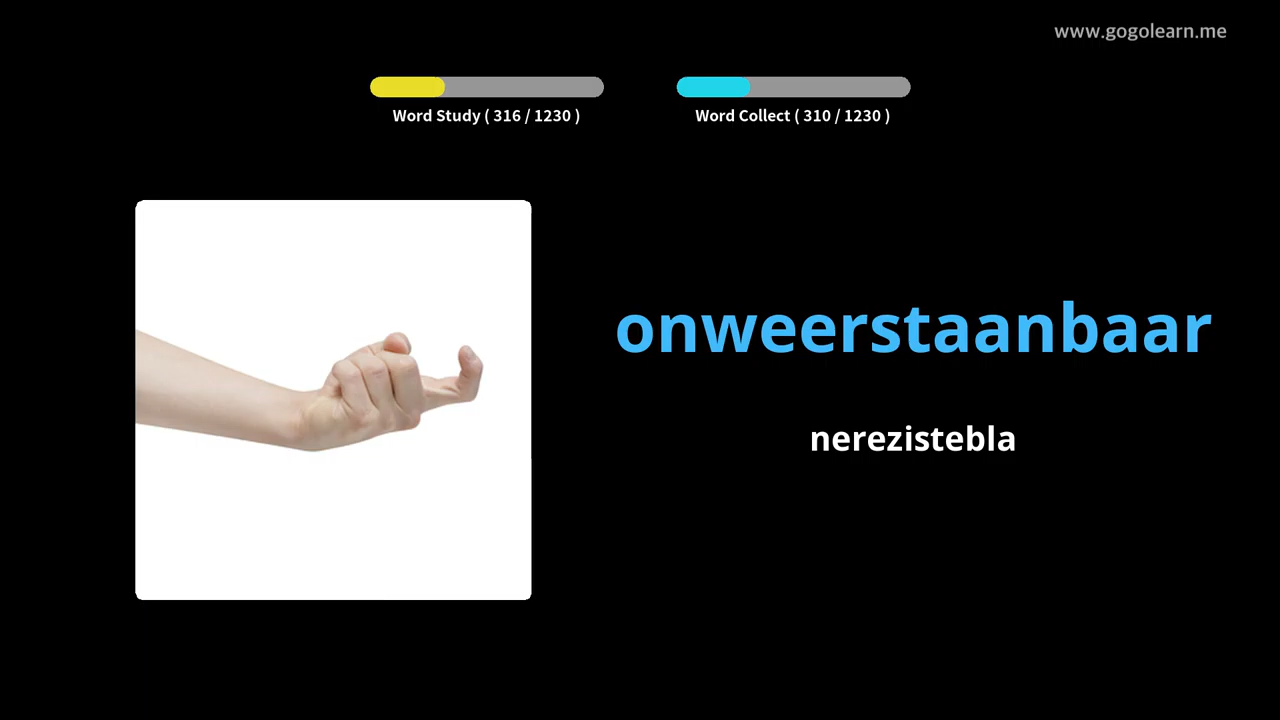 www.gogolearn.me
Word Study ( 316 / 1230 )
Word Collect ( 310 / 1230 )
onweerstaanbaar
nerezistebla